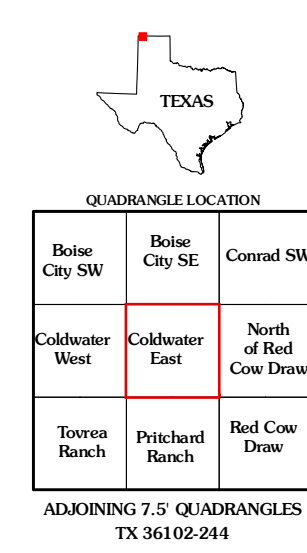 TEXAS
QUADRANGLE LOCATION
Boise
City SW
Boise
City SE
Conrad SW
Coldwater
West
Coldwater
East
North
of Red
Cow Draw
Tovrea
Ranch
Pritchard
Ranch
Red Cow
Draw
ADJOINING 7.5' QUADRANGLES
TX 36102-244